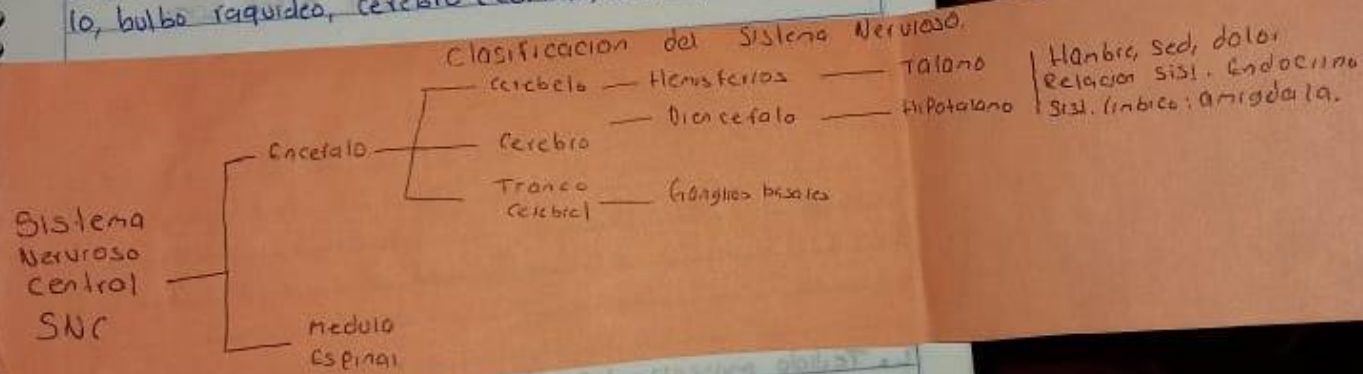 lo, bulbo raquideo,
Clasificacion del Sistema Nervioso.
Cerebelo — Hemisferios — Talamo
Hambre, sed, dolor
Relacion sist. Endocrino
Sist. limbico: amigdala.
Diencefalo — Hipotalamo
Encefalo — Cerebro
Tronco Cerebral — Ganglios basales
Sistema
Nervioso
Central
SNC
Medula
Espinal